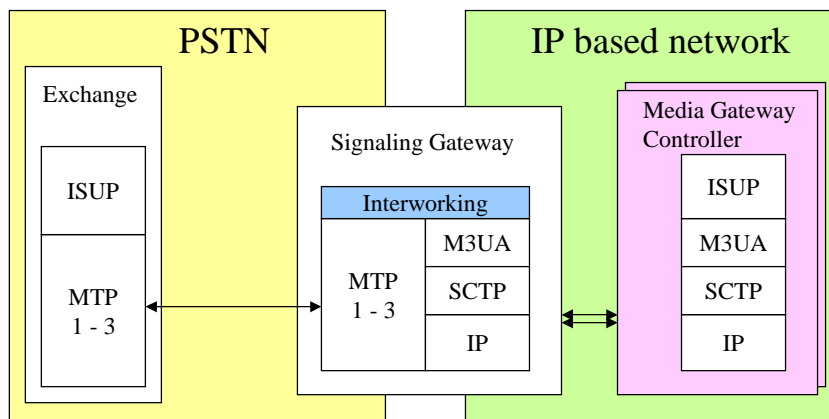 PSTN
IP based network
Exchange
ISUP
MTP
1 - 3
Signaling Gateway
Interworking
MTP
1 - 3
M3UA
SCTP
IP
Media Gateway
Controller
ISUP
M3UA
SCTP
IP